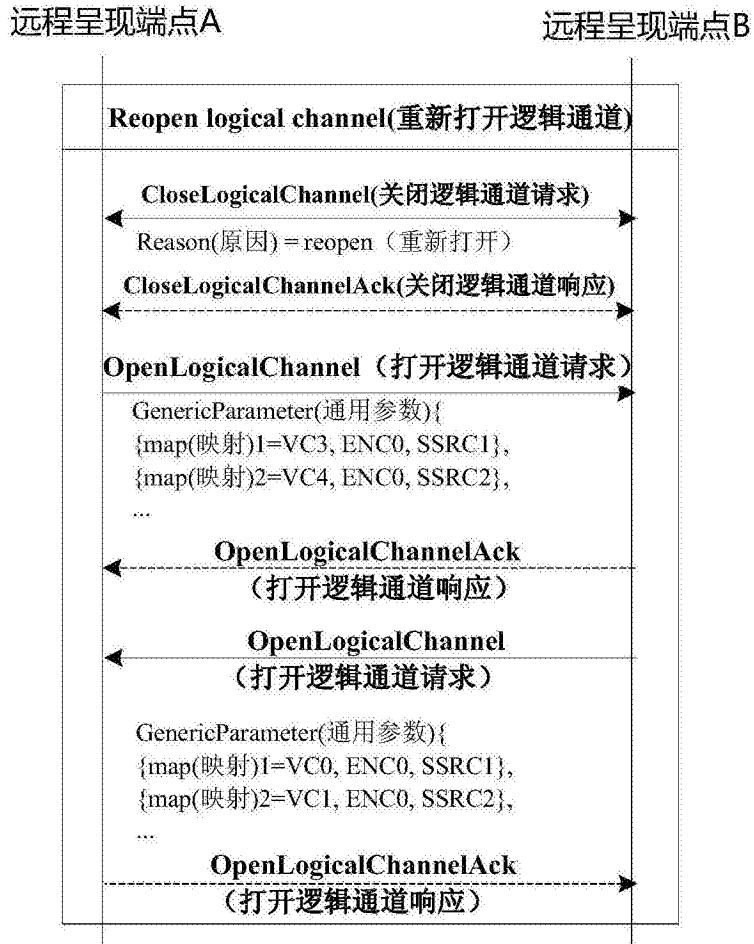 远程呈现端点A
远程呈现端点B
Reopen logical channel(重新打开逻辑通道)
CloseLogicalChannel(关闭逻辑通道请求)
Reason(原因) = reopen（重新打开）
CloseLogicalChannelAck(关闭逻辑通道响应)
OpenLogicalChannel（打开逻辑通道请求）
GenericParameter(通用参数){
{map(映射)1=VC3, ENC0, SSRC1},
{map(映射)2=VC4, ENC0, SSRC2},
...
OpenLogicalChannelAck
（打开逻辑通道响应）
OpenLogicalChannel
（打开逻辑通道请求）
GenericParameter(通用参数){
{map(映射)1=VC0, ENC0, SSRC1},
{map(映射)2=VC1, ENC0, SSRC2},
...
OpenLogicalChannelAck
（打开逻辑通道响应）